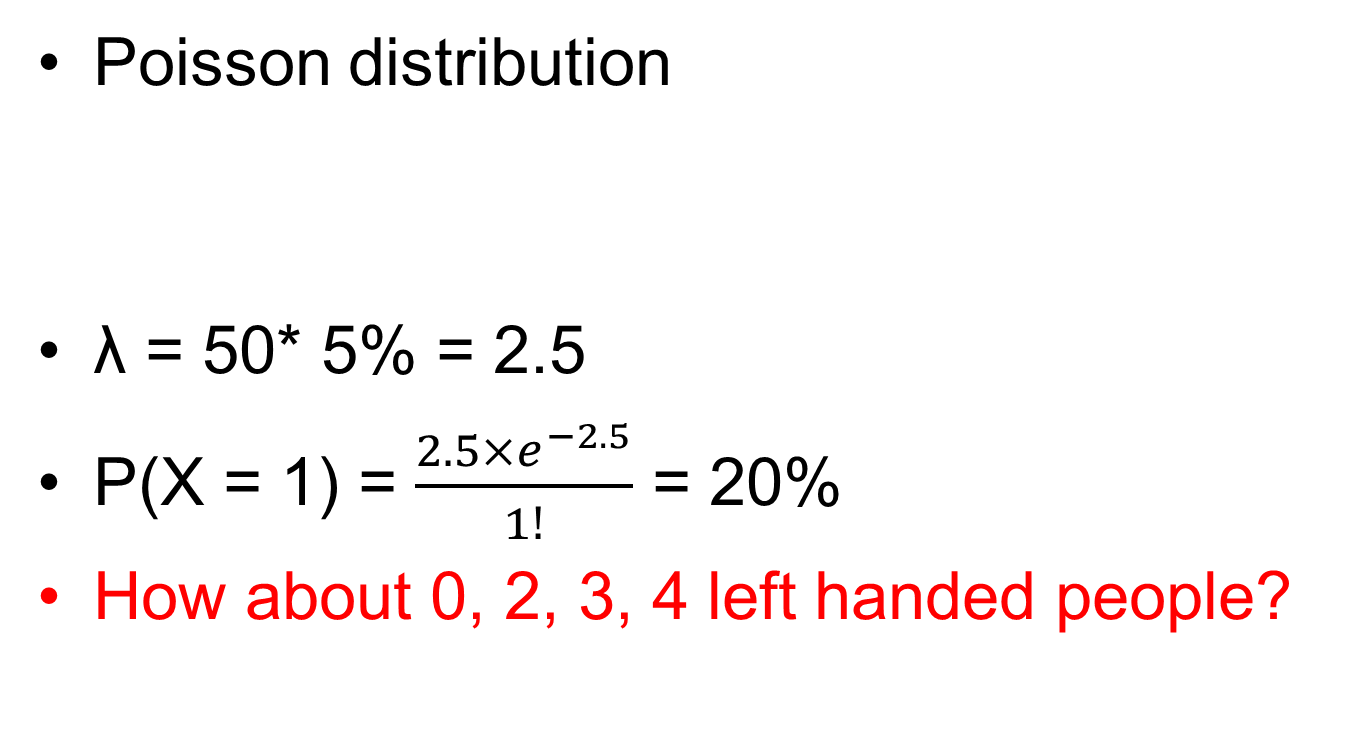 • Poisson distribution
• λ = 50* 5% = 2.5
• P(X = 1) = \frac{2.5×e^{−2.5}}{1!} = 20%
• How about 0, 2, 3, 4 left handed people?